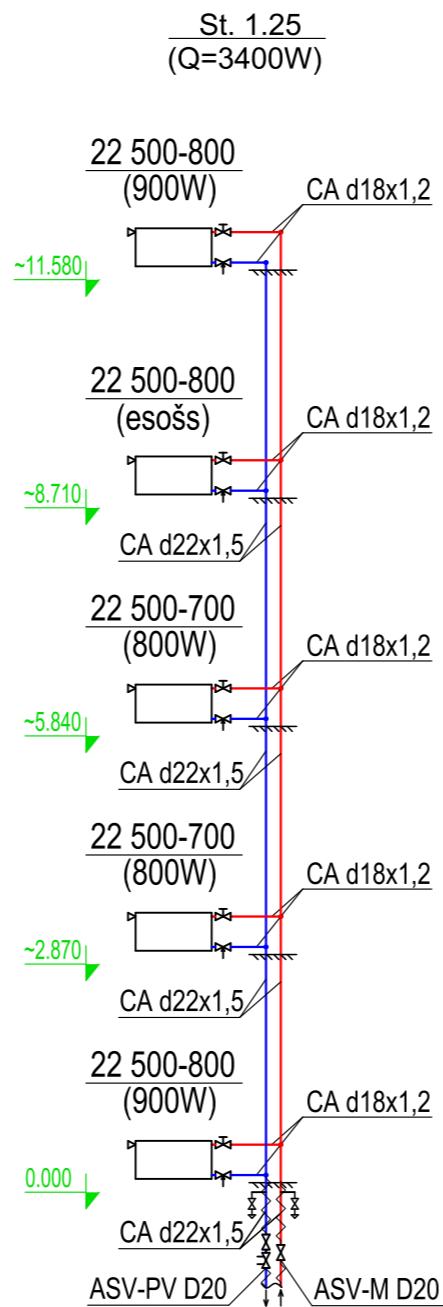 St. 1.25
(Q=3400W)
22 500-800
(900W)
CA d18x1,2
~11.580
22 500-800
(esošs)
CA d18x1,2
~8.710
CA d22x1,5
22 500-700
(800W)
CA d18x1,2
~5.840
CA d22x1,5
22 500-700
(800W)
CA d18x1,2
~2.870
CA d22x1,5
22 500-800
(900W)
CA d18x1,2
0.000
CA d22x1,5
ASV-PV D20
ASV-M D20